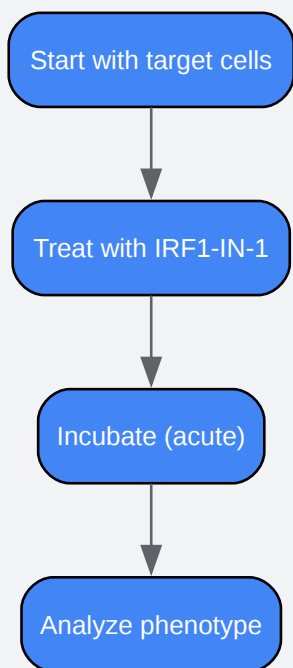 Start with target cells
Treat with IRF1-IN-1
Incubate (acute)
Analyze phenotype